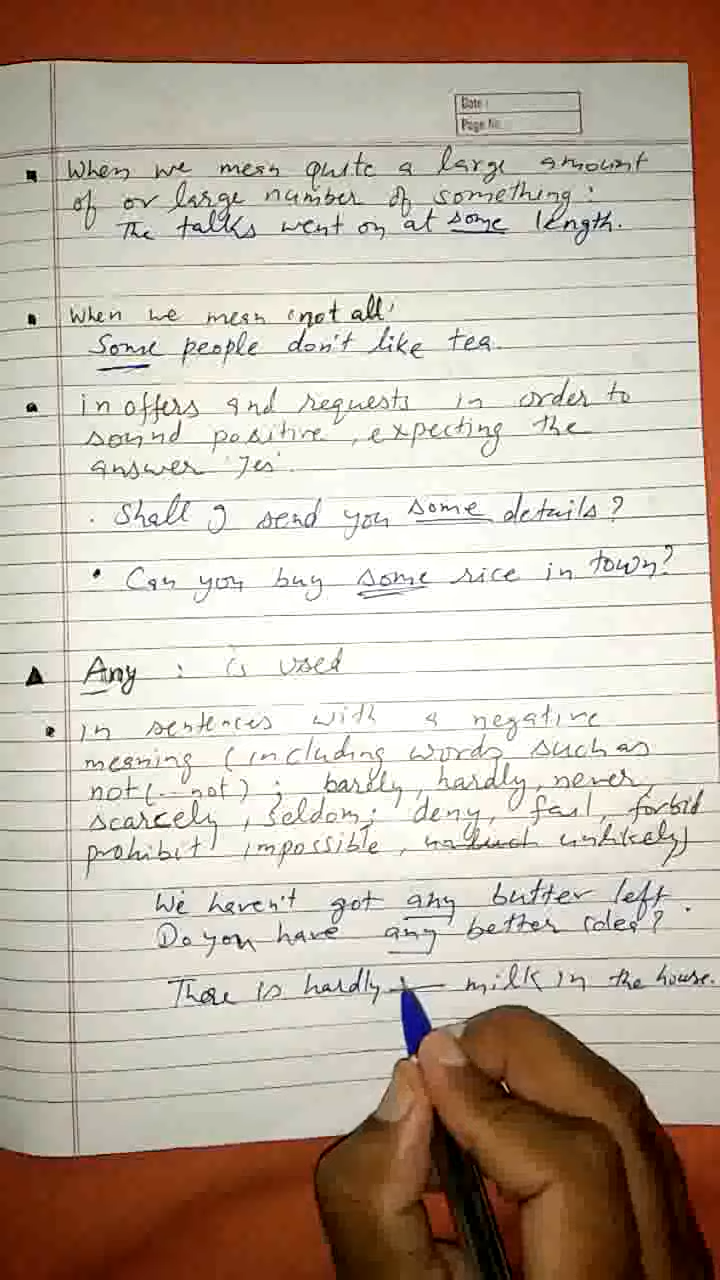 Date :
Page No.
▪ When we mean quite a large amount
of or large number of something:
The talks went on at some length.
▪ When we mean 'not all'
Some people don't like tea.
▪ in offers and requests in order to
sound positive, expecting the
answer 'Yes'.
. Shall I send you some details?
• Can you buy some rice in town?
▲ Any : is used
• in sentences with a negative
meaning (including words such as
not (...not) ; barely, hardly, never,
scarcely, seldom; deny, fail, forbid
prohibit, impossible, unlikely)
We haven't got any butter left.
Do you have any better idea?
There is hardly milk in the house.